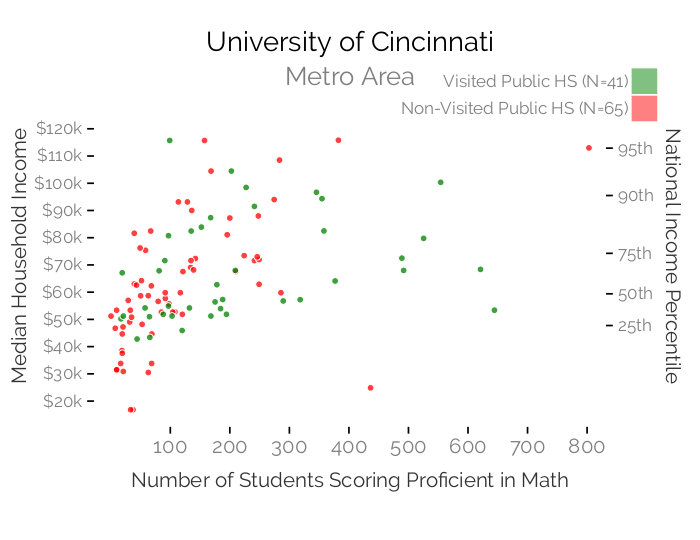 University of Cincinnati
Metro Area
Visited Public HS (N=41)
Non-Visited Public HS (N=65)
Median Household Income
$120k
$110k
$100k
$90k
$80k
$70k
$60k
$50k
$40k
$30k
$20k
95th
90th
75th
50th
25th
National Income Percentile
100 200 300 400 500 600 700 800
Number of Students Scoring Proficient in Math